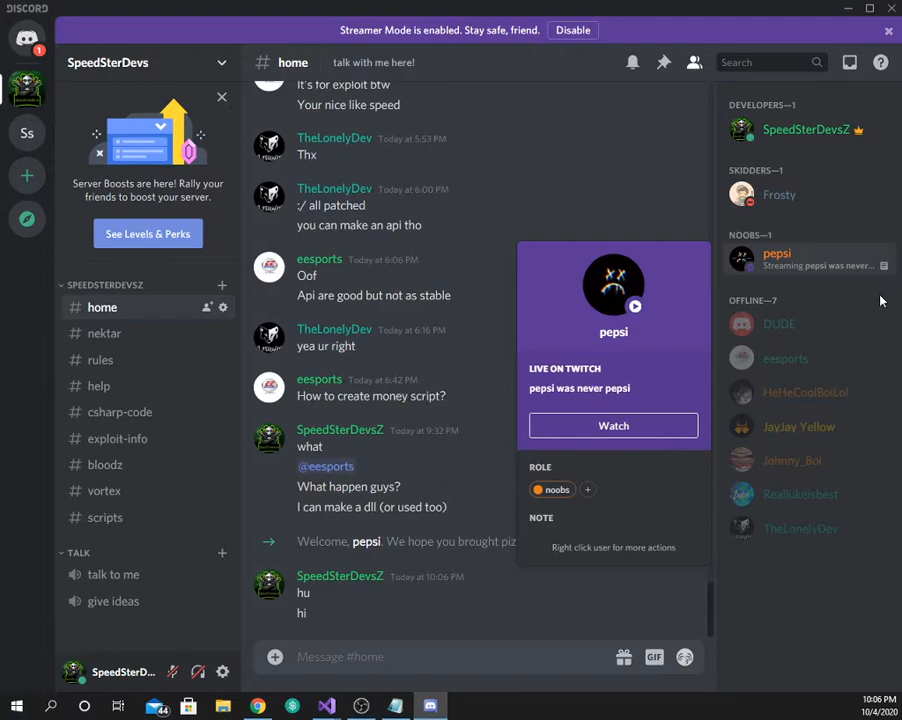 DISCORD
Streamer Mode is enabled. Stay safe, friend.
Disable
SpeedSterDevs
# home
talk with me here!
Search
1
Ss
Server Boosts are here! Rally your
friends to boost your server.
See Levels & Perks
SPEEDSTERDEVSZ
# home
# nektar
# rules
# help
# csharp-code
# exploit-info
# bloodz
# vortex
# scripts
TALK
talk to me
give ideas
SpeedSterD...
It's for exploit btw
Your nice like speed
TheLonelyDev Today at 5:53 PM
Thx
TheLonelyDev Today at 6:00 PM
:/ all patched
you can make an api tho
eesports Today at 6:06 PM
Oof
Api are good but not as stable
TheLonelyDev Today at 6:16 PM
yea ur right
eesports Today at 6:42 PM
How to create money script?
SpeedSterDevsZ Today at 9:32 PM
what
@eesports
What happen guys?
I can make a dll (or used too)
Welcome, pepsi. We hope you brought piz
SpeedSterDevsZ Today at 10:06 PM
hu
hi
Message #home
GIF
pepsi
LIVE ON TWITCH
pepsi was never pepsi
Watch
ROLE
noobs
NOTE
Right click user for more actions
DEVELOPERS—1
SpeedSterDevsZ
SKIDDERS—1
Frosty
NOOBS—1
pepsi
Streaming pepsi was never...
OFFLINE—7
DUDE
eesports
HeHeCoolBoiLol
JayJay Yellow
Johnny_Boi
Reallukeisbest
TheLonelyDev
44
10:06 PM
10/4/2020